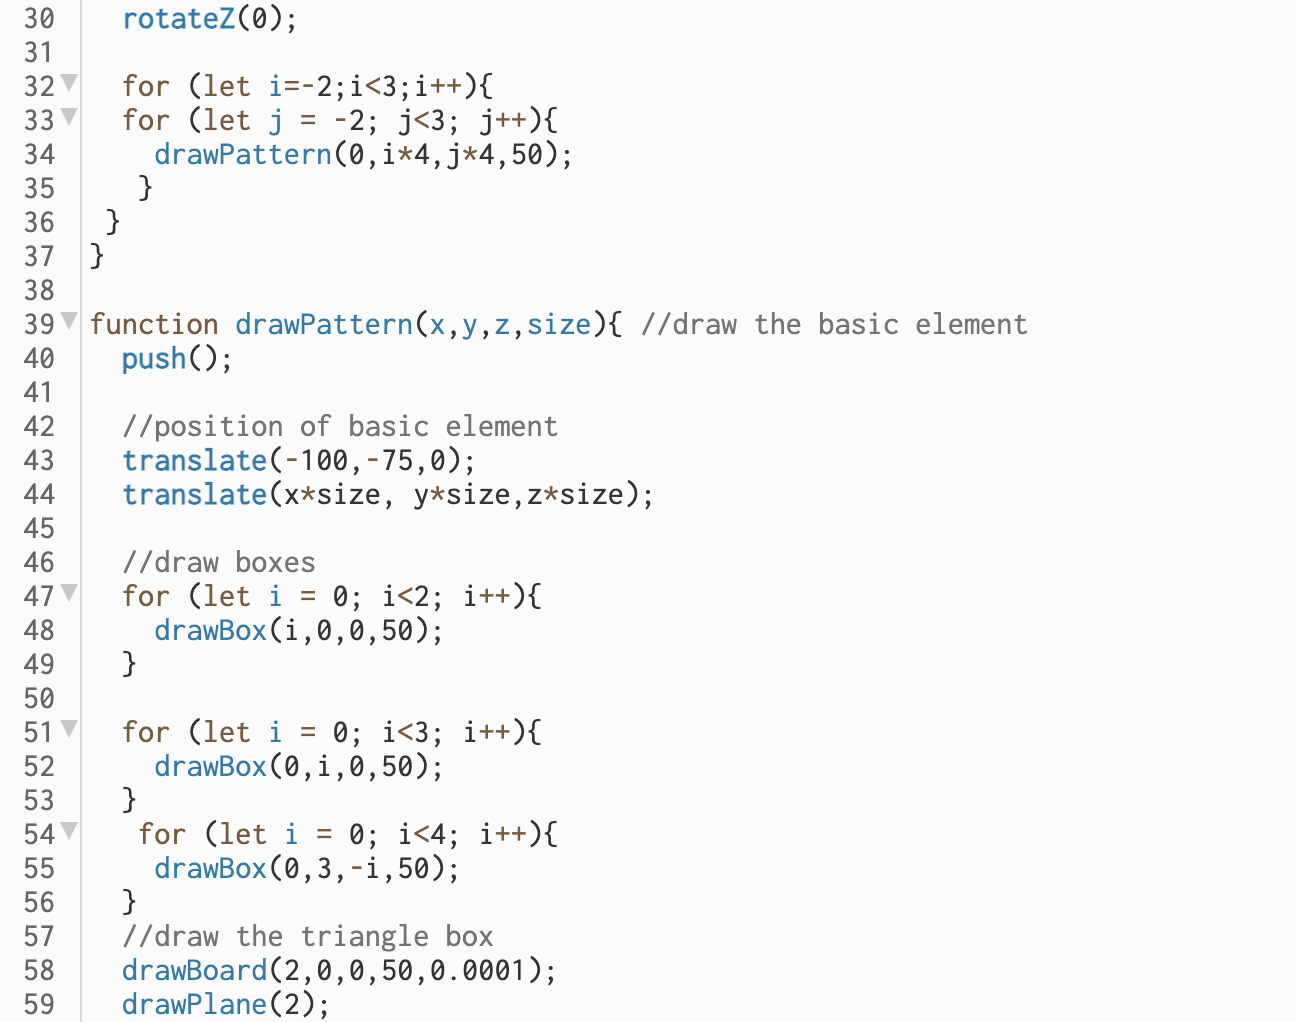 30 rotateZ(0);
31
32 for (let i=-2;i<3;i++){
33 for (let j = -2; j<3; j++){
34 drawPattern(0,i*4,j*4,50);
35 }
36 }
37 }
38
39 function drawPattern(x,y,z,size){ //draw the basic element
40 push();
41
42 //position of basic element
43 translate(-100,-75,0);
44 translate(x*size, y*size,z*size);
45
46 //draw boxes
47 for (let i = 0; i<2; i++){
48 drawBox(i,0,0,50);
49 }
50
51 for (let i = 0; i<3; i++){
52 drawBox(0,i,0,50);
53 }
54 for (let i = 0; i<4; i++){
55 drawBox(0,3,-i,50);
56 }
57 //draw the triangle box
58 drawBoard(2,0,0,50,0.0001);
59 drawPlane(2);